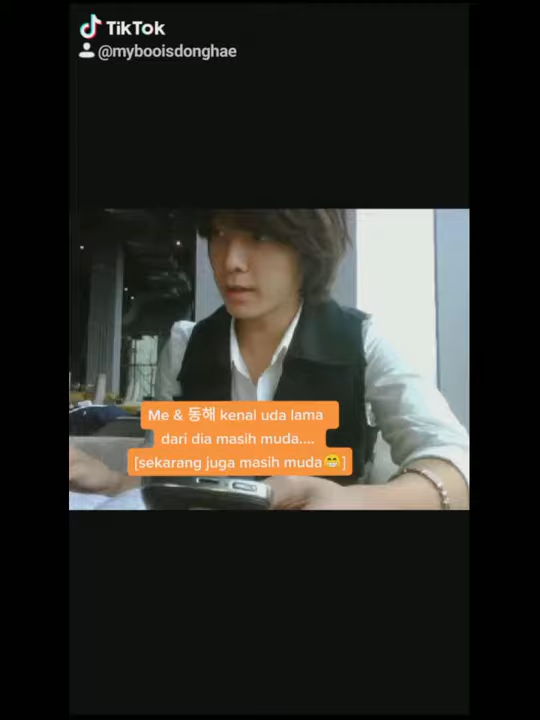 TikTok
@mybooisdonghae
Me & 동해 kenal uda lama
dari dia masih muda....
[sekarang juga masih muda😁]